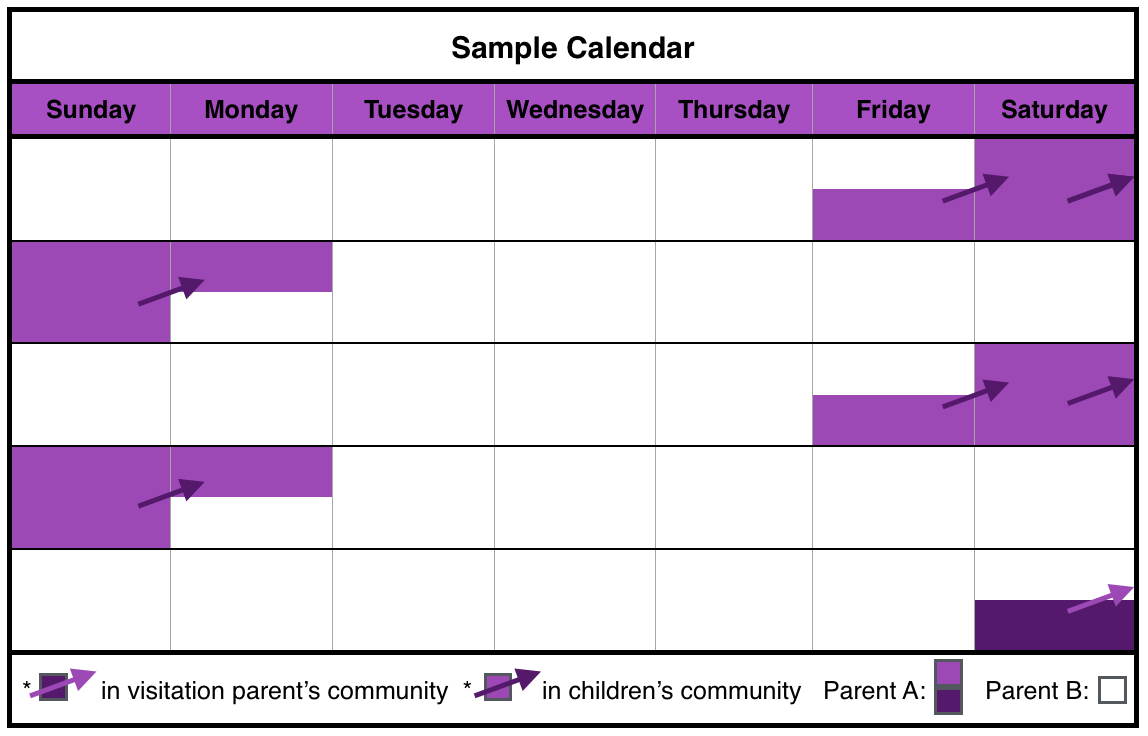 Sample Calendar
Sunday Monday Tuesday Wednesday Thursday Friday Saturday
* in visitation parent’s community * in children’s community Parent A: Parent B: